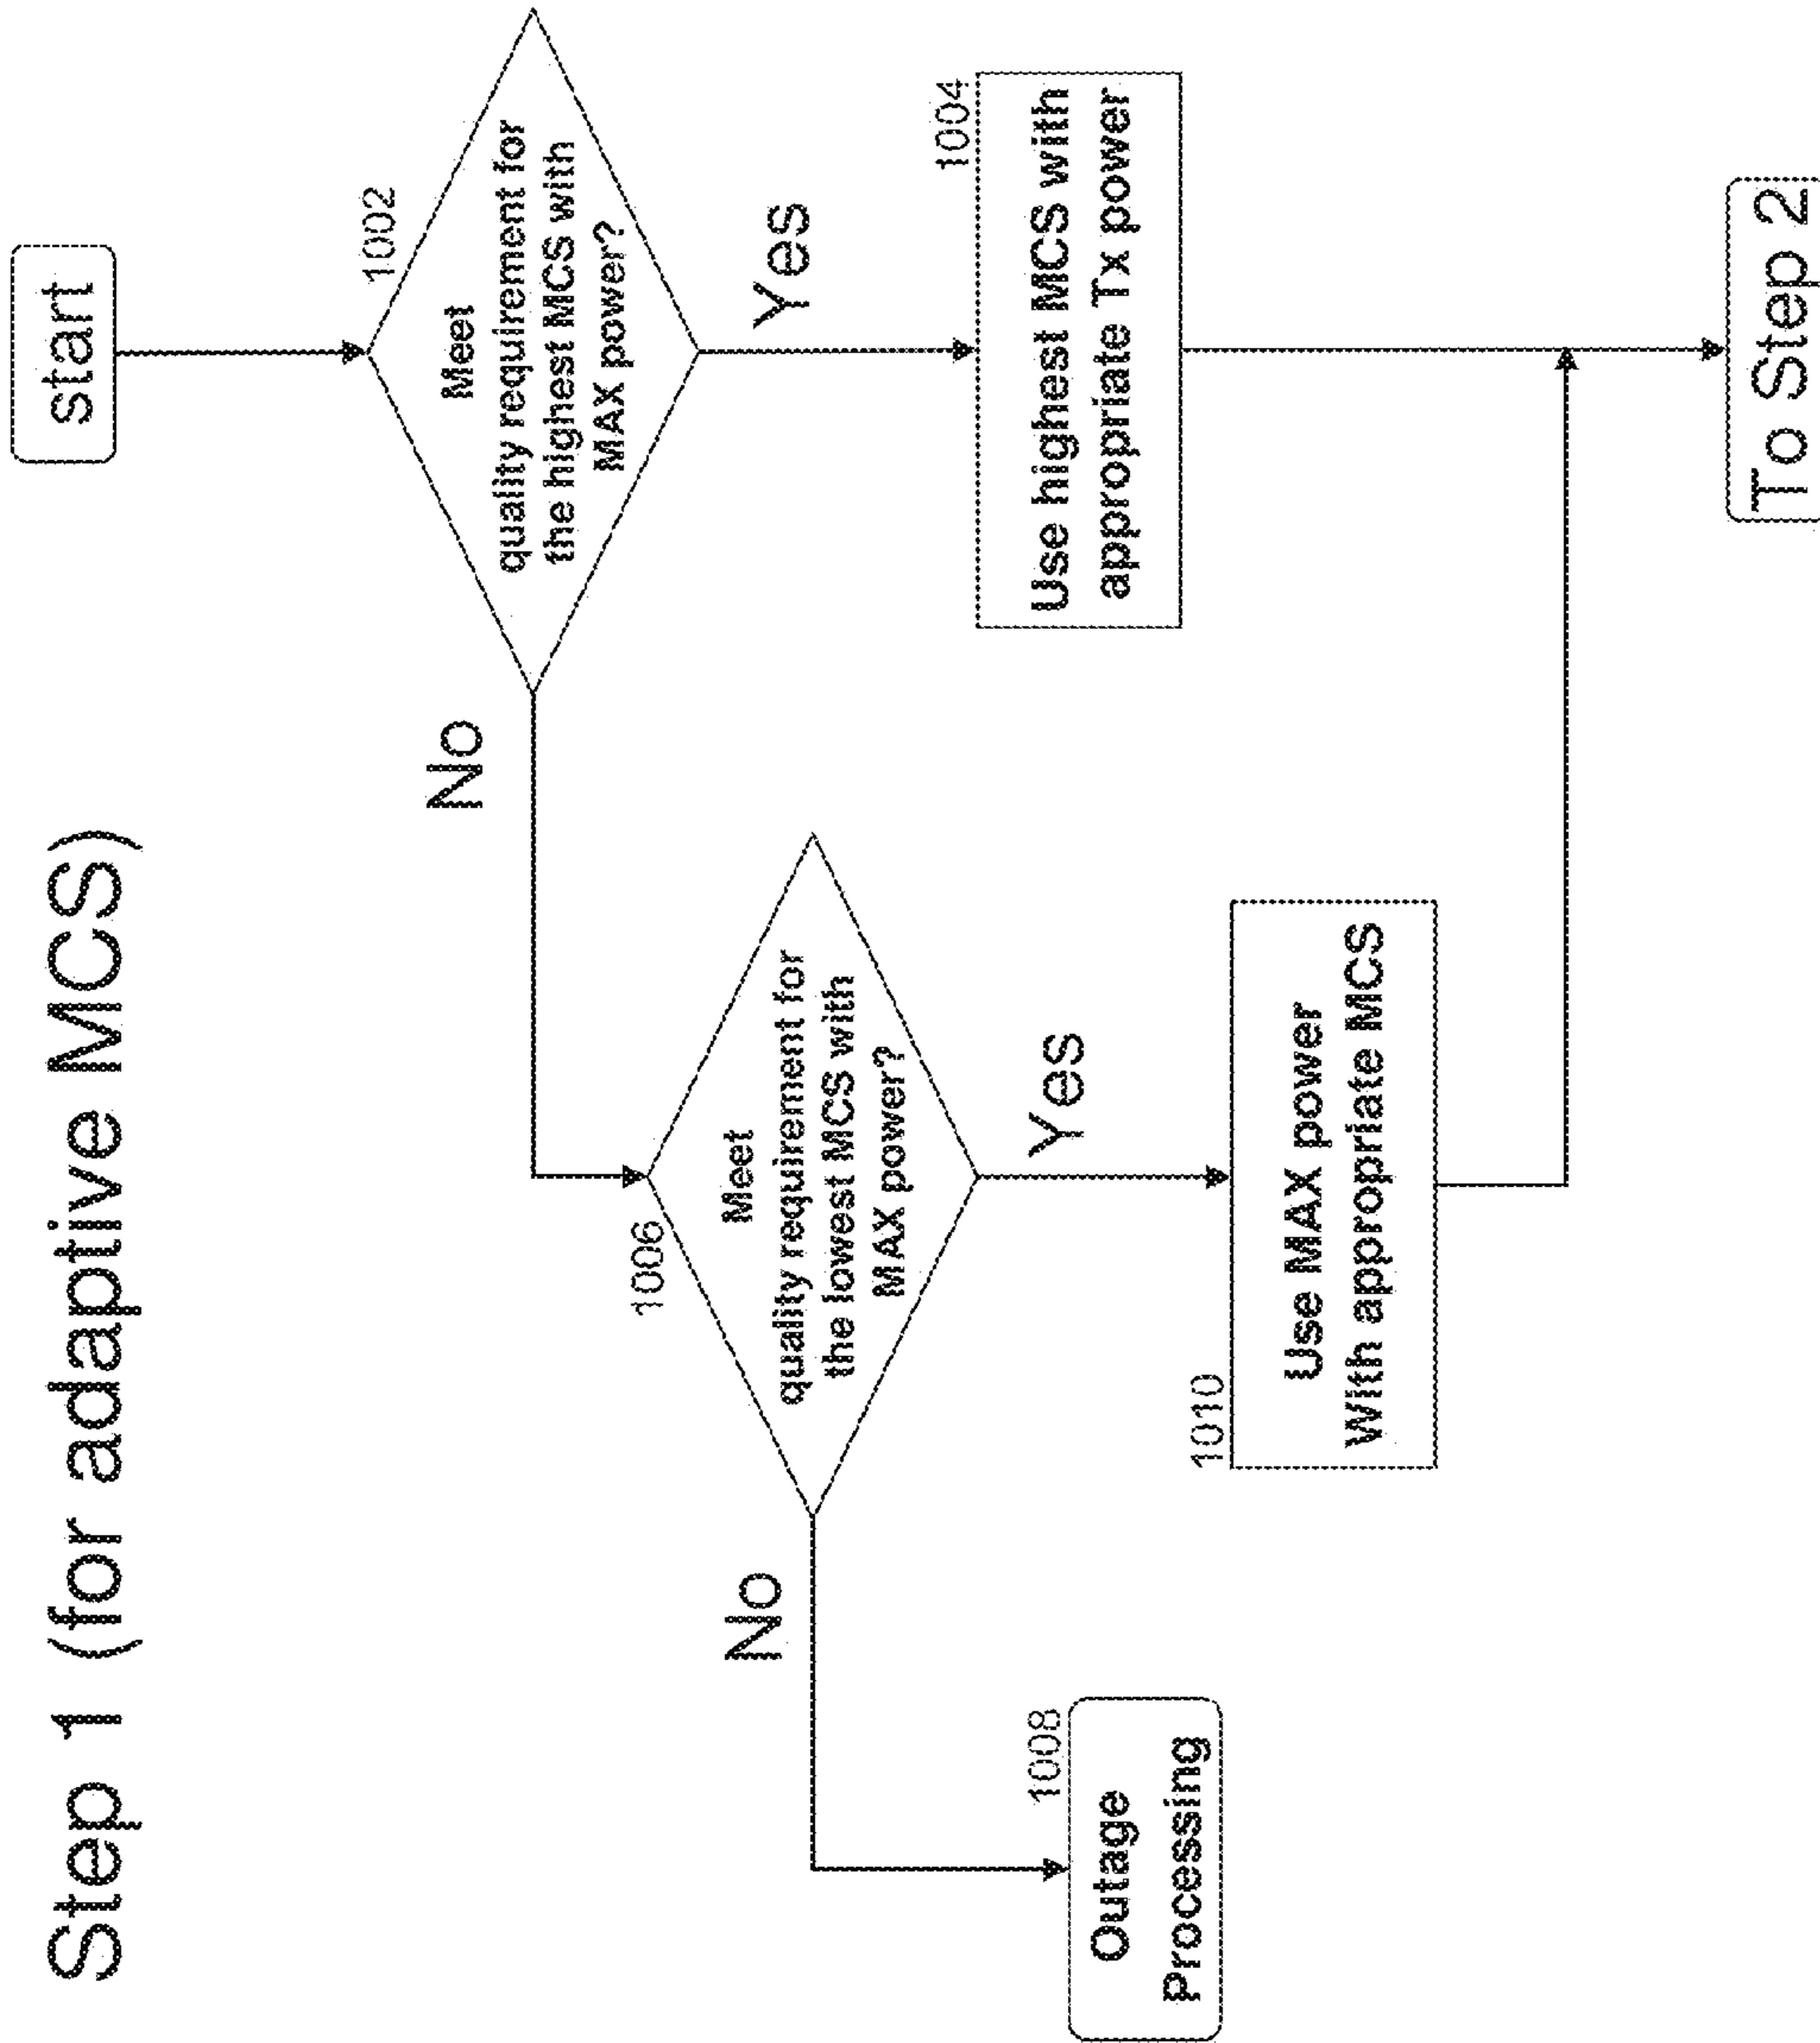 Step 1 (for adaptive MCS)
start
1002
Meet
quality requirement for
the highest MCS with
MAX power?
No
Yes
1004
Use highest MCS with
appropriate Tx power
1006
Meet
quality requirement for
the lowest MCS with
MAX power?
No
Yes
1008
Outage
Processing
1010
Use MAX power
With appropriate MCS
To Step 2